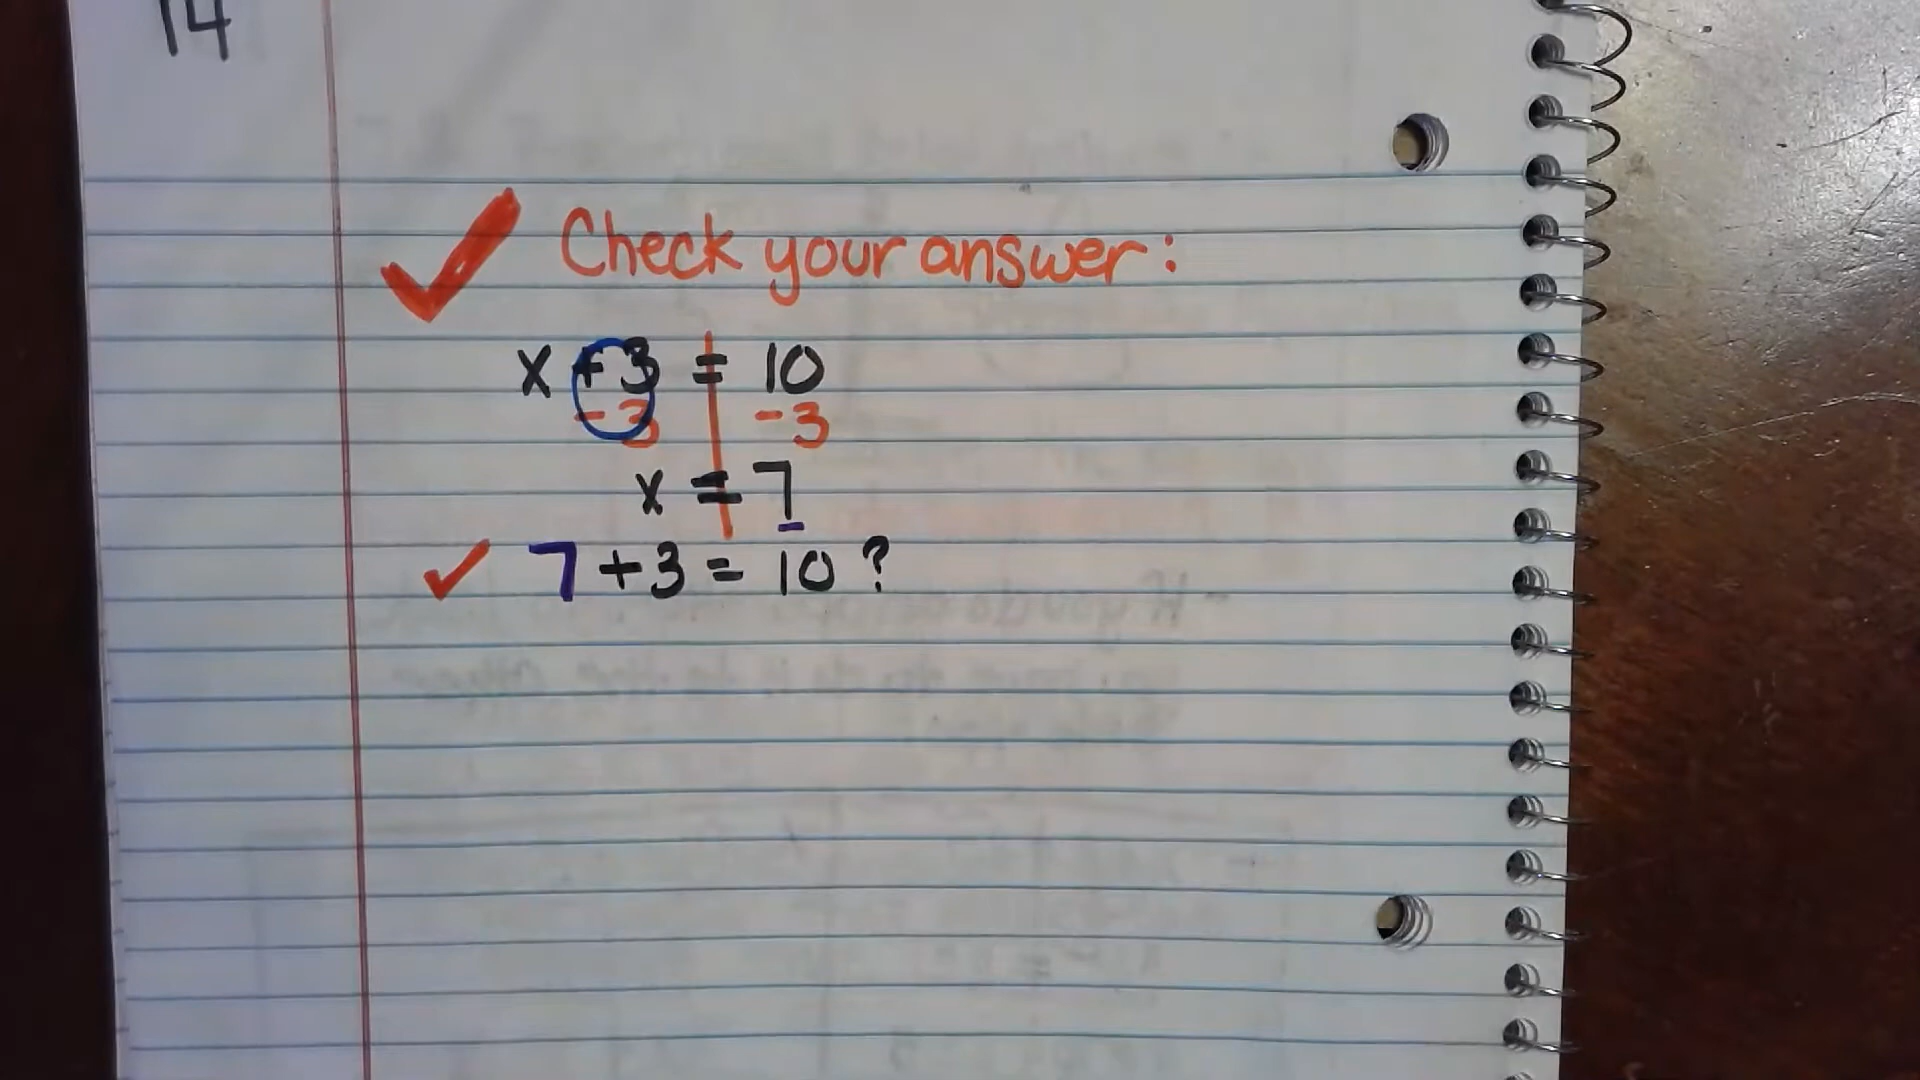 14
✓ Check your answer:
x + 3 = 10
- 3 - 3
x = 7
✓ 7 + 3 = 10 ?